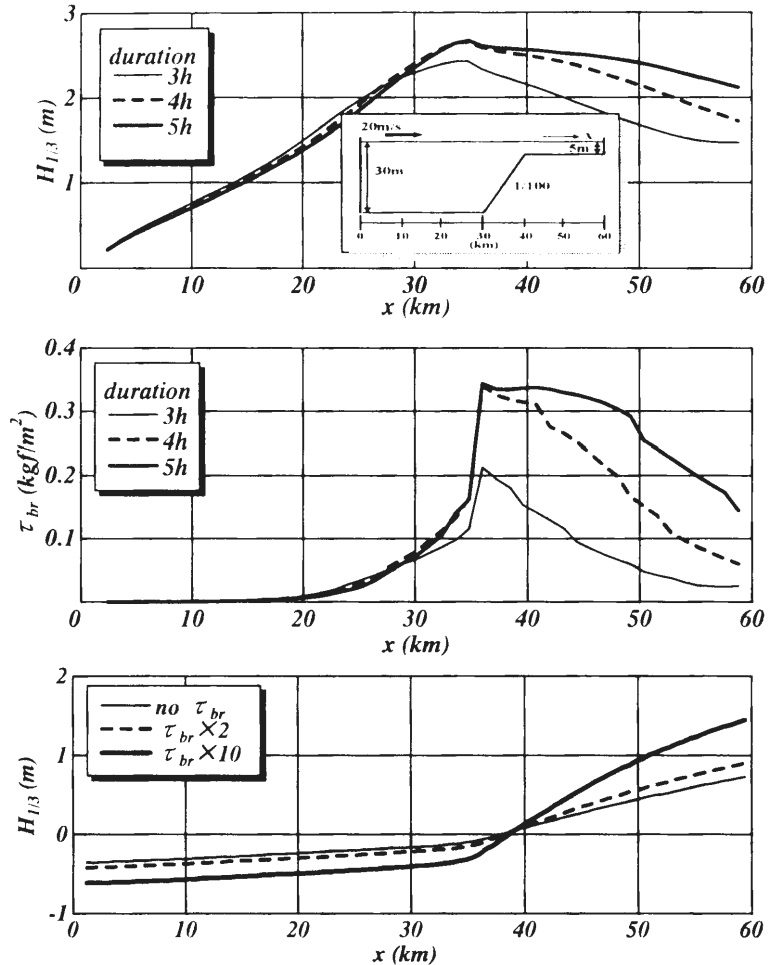 3
duration
3h
4h
5h
2
1
0
H1/3 (m)
20m/s
x
5m
30m
1/100
0 10 20 30 40 50 60
(km)
0 10 20 30 40 50 60
x (km)
0.4
duration
3h
4h
5h
0.3
0.2
0.1
0
τbr (kgf/m²)
0 10 20 30 40 50 60
x (km)
2
no τbr
τbr ×2
τbr ×10
1
0
-1
H1/3 (m)
0 10 20 30 40 50 60
x (km)